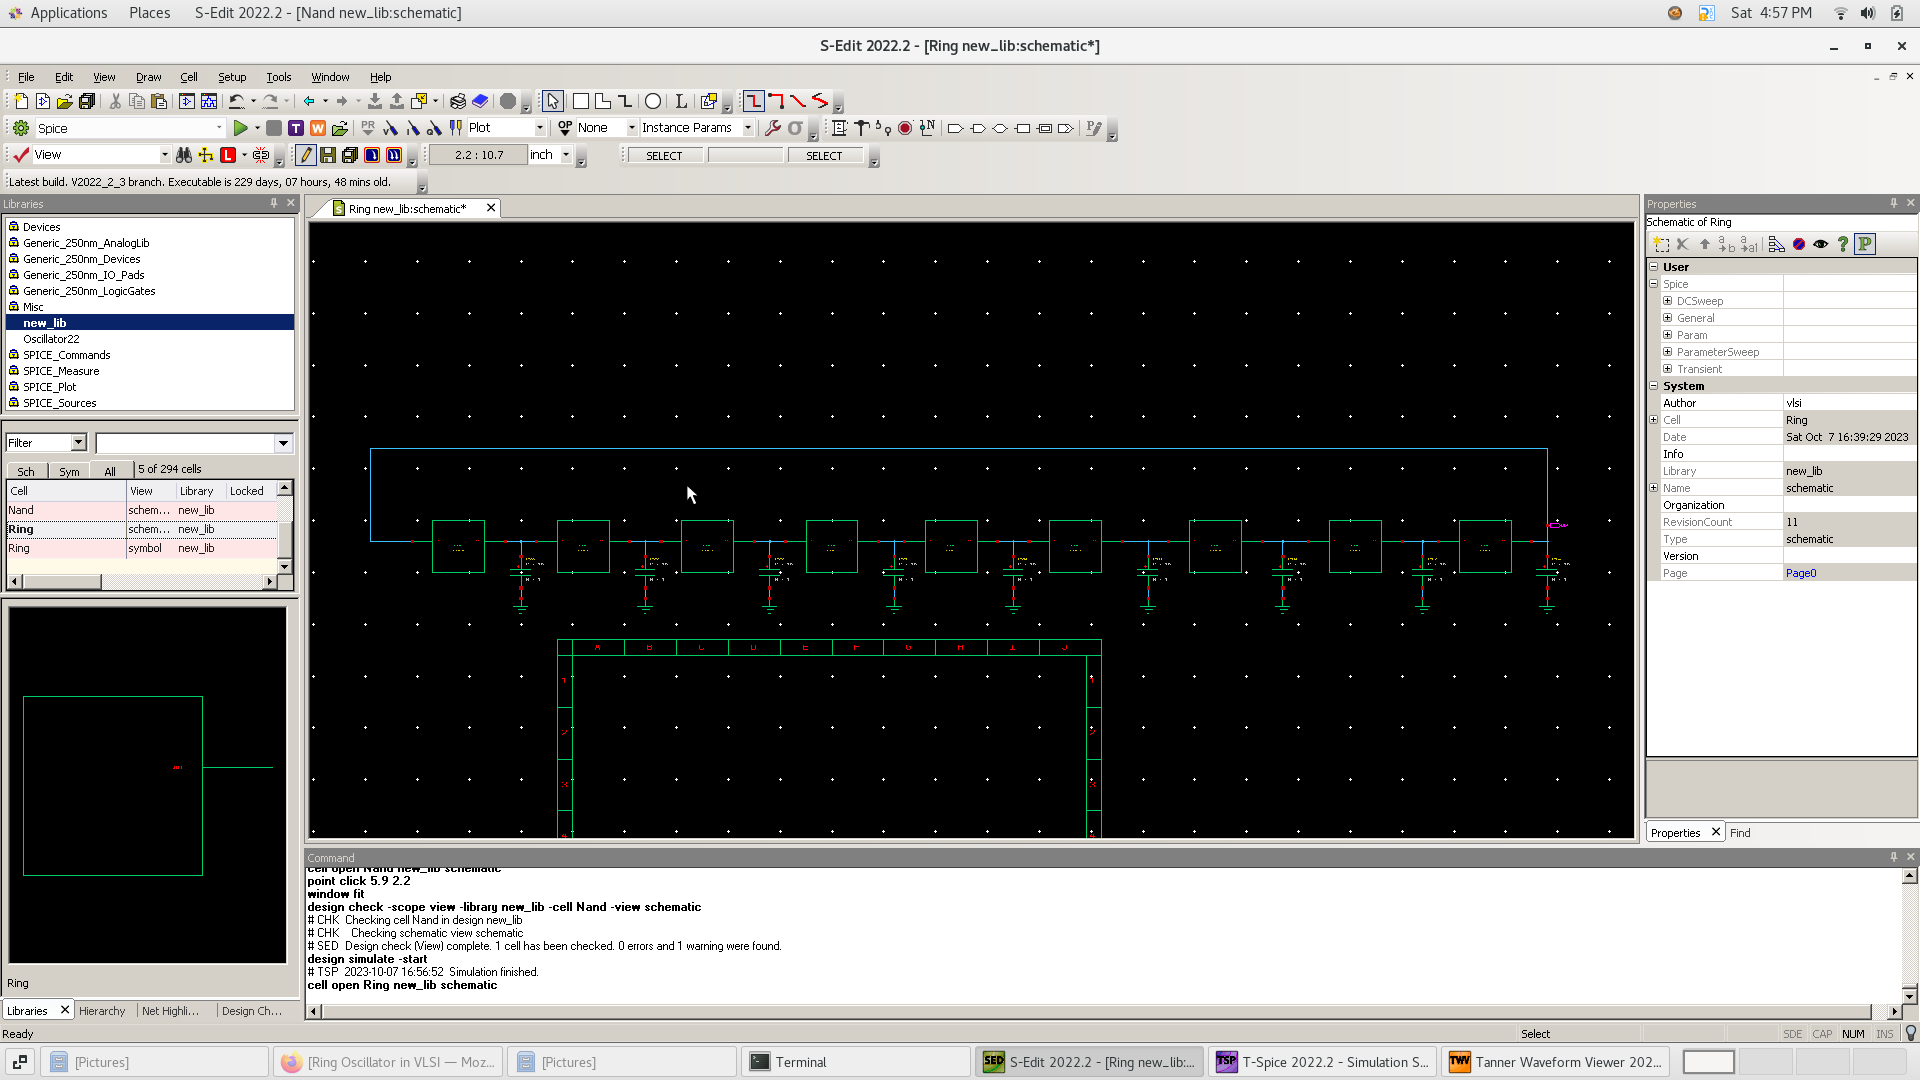 Applications Places S-Edit 2022.2 - [Nand new_lib:schematic] Sat 4:57 PM
S-Edit 2022.2 - [Ring new_lib:schematic*]
File Edit View Draw Cell Setup Tools Window Help
Spice Plot OP None Instance Params
View 2.2 : 10.7 inch SELECT SELECT
Latest build. V2022_2_3 branch. Executable is 229 days, 07 hours, 48 mins old.
Libraries
Devices
Generic_250nm_AnalogLib
Generic_250nm_Devices
Generic_250nm_IO_Pads
Generic_250nm_LogicGates
Misc
new_lib
Oscillator22
SPICE_Commands
SPICE_Measure
SPICE_Plot
SPICE_Sources
Filter
Sch Sym All 5 of 294 cells
Cell View Library Locked
Nand schem... new_lib
Ring schem... new_lib
Ring symbol new_lib
Ring
Libraries Hierarchy Net Highli... Design Ch...
Ring new_lib:schematic*
A B C D E F G H I J
Properties
Schematic of Ring
User
Spice
DCSweep
General
Param
ParameterSweep
Transient
System
Author vlsi
Cell Ring
Date Sat Oct 7 16:39:29 2023
Info
Library new_lib
Name schematic
Organization
RevisionCount 11
Type schematic
Version
Page Page0
Properties Find
Command
cell open Nand new_lib schematic
point click 5.9 2.2
window fit
design check -scope view -library new_lib -cell Nand -view schematic
# CHK Checking cell Nand in design new_lib
# CHK Checking schematic view schematic
# SED Design check (View) complete. 1 cell has been checked. 0 errors and 1 warning were found.
design simulate -start
# TSP 2023-10-07 16:56:52 Simulation finished.
cell open Ring new_lib schematic
Ready Select SDE CAP NUM INS
[Pictures] [Ring Oscillator in VLSI — Moz... [Pictures] Terminal S-Edit 2022.2 - [Ring new_lib:... T-Spice 2022.2 - Simulation S... Tanner Waveform Viewer 202...